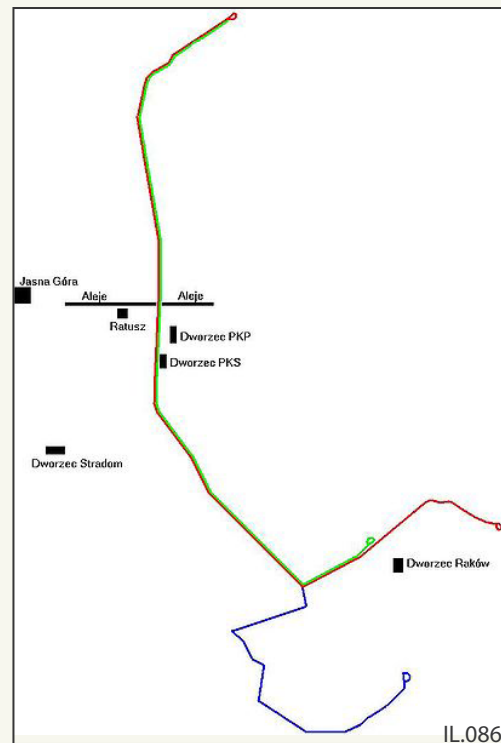 Jasna Góra
Aleje
Aleje
Ratusz
Dworzec PKP
Dworzec PKS
Dworzec Stradom
Dworzec Raków
IL.086